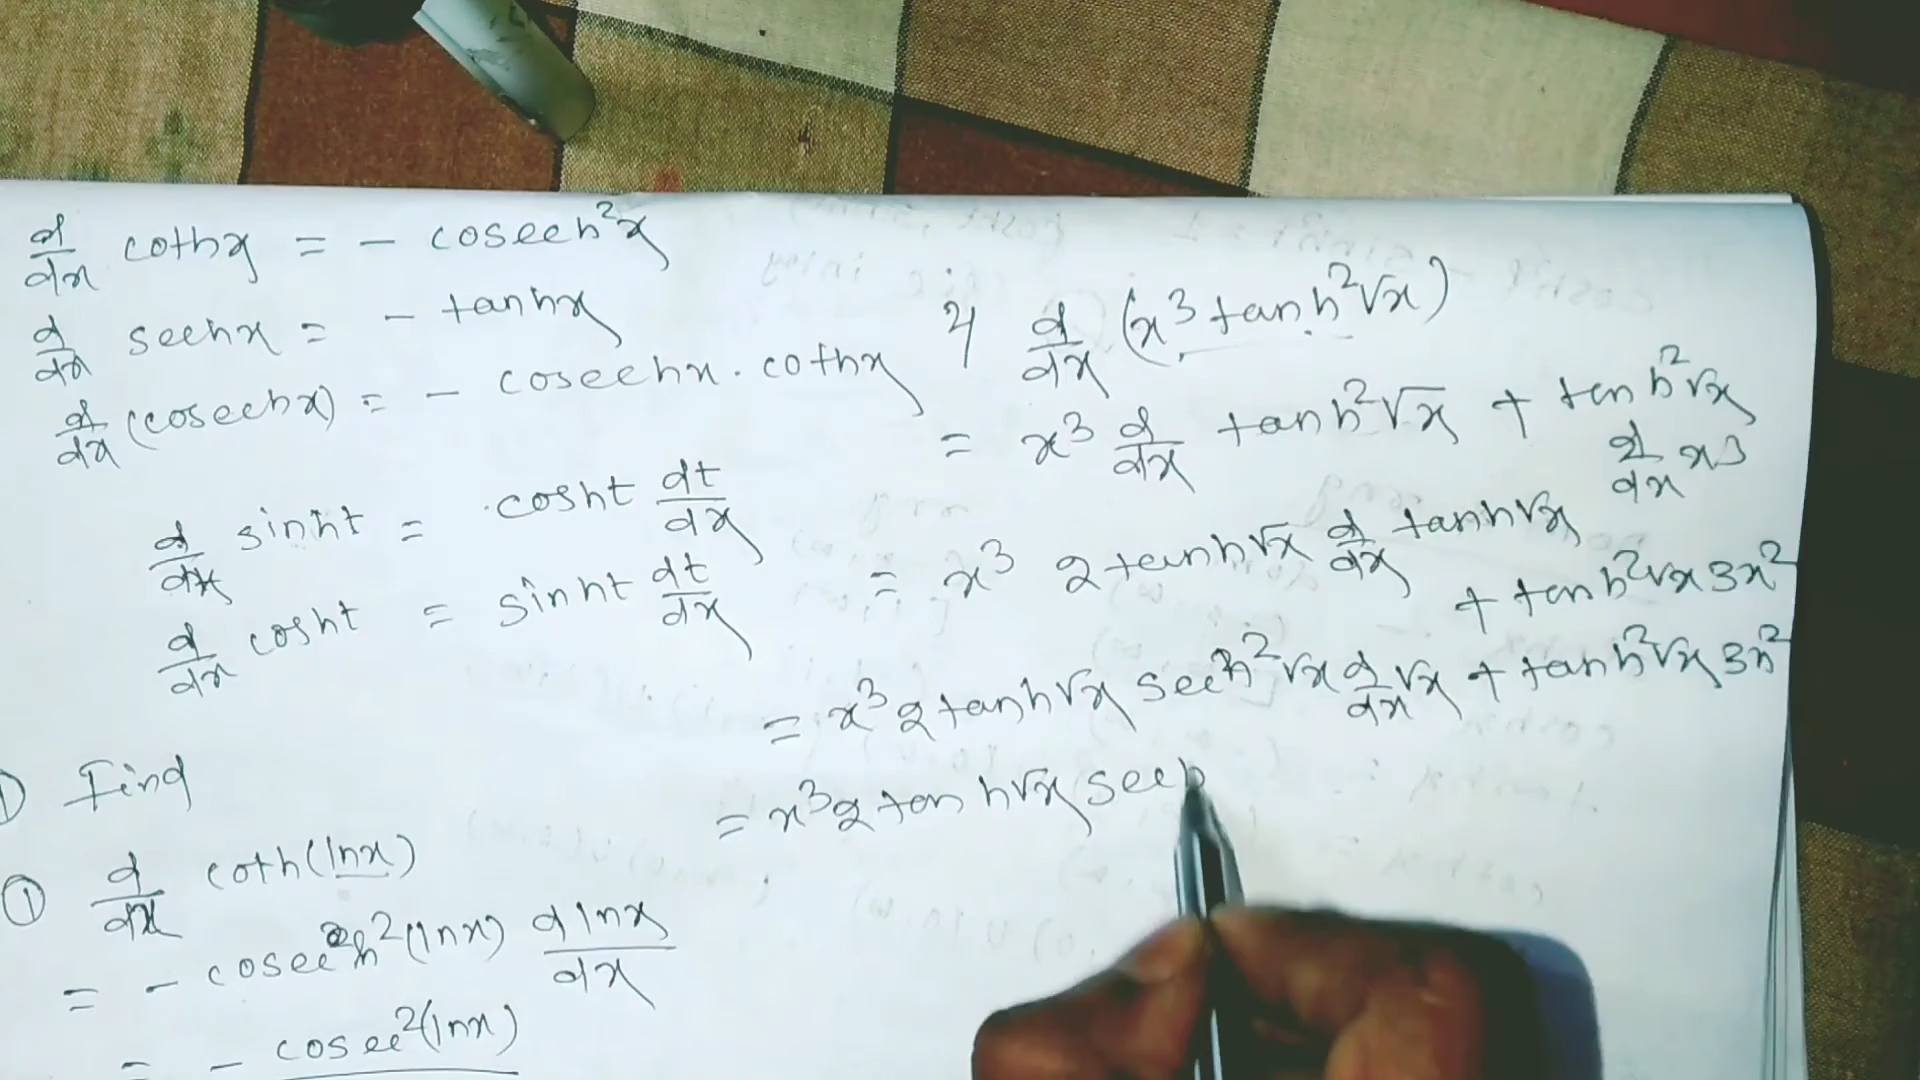 d/dx cothx = - cosech²x
d/dx sechx = - tanhx
d/dx (cosechx) = - cosechx . cothx
d/dx sinht = cosht dt/dx
d/dx cosht = sinht dt/dx
1) Find
① d/dx coth(lnx)
= - cosech²(lnx) d lnx/dx
= - cosec²(lnx)
d/dx (x³ tanh²√x)
= x³ d/dx tanh²√x + tanh²√x
d/dx x3
= x³ 2 tanh√x d/dx tanh√x
+ tanh²√x 3x²
= x³ 2 tanh√x sech²√x d/dx √x + tanh²√x 3x²
= x³ 2 tanh√x sech